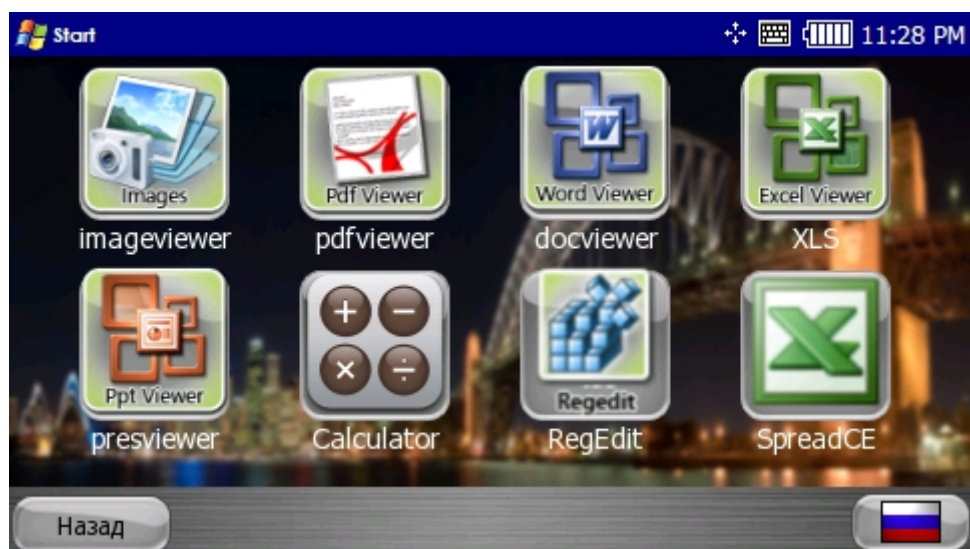 Start
11:28 PM
Images
Pdf Viewer
Word Viewer
Excel Viewer
imageviewer
pdfviewer
docviewer
XLS
Ppt Viewer
Regedit
presviewer
Calculator
RegEdit
SpreadCE
Назад